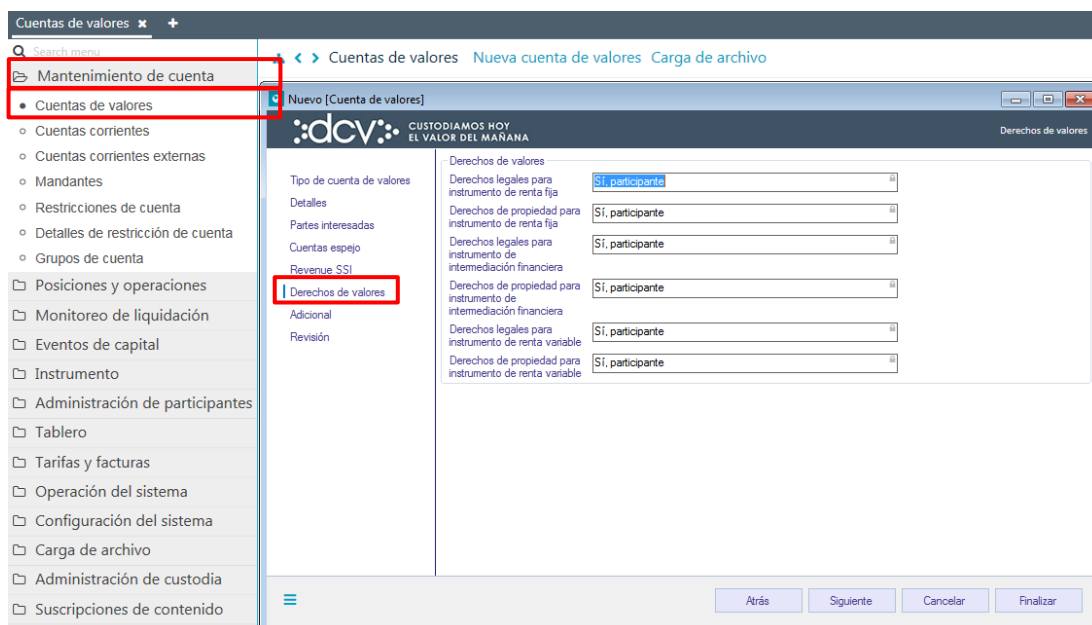 Cuentas de valores
Search menu
Mantenimiento de cuenta
Cuentas de valores
Cuentas corrientes
Cuentas corrientes externas
Mandantes
Restricciones de cuenta
Detalles de restricción de cuenta
Grupos de cuenta
Posiciones y operaciones
Monitoreo de liquidación
Eventos de capital
Instrumento
Administración de participantes
Tablero
Tarifas y facturas
Operación del sistema
Configuración del sistema
Carga de archivo
Administración de custodia
Suscripciones de contenido
Cuentas de valores Nueva cuenta de valores Carga de archivo
Nuevo [Cuenta de valores]
dcv
CUSTODIAMOS HOY
EL VALOR DEL MAÑANA
Derechos de valores
Tipo de cuenta de valores
Detalles
Partes interesadas
Cuentas espejo
Revenue SSI
Derechos de valores
Adicional
Revisión
Derechos de valores
Derechos legales para
instrumento de renta fija
Sí, participante
Derechos de propiedad para
instrumento de renta fija
Sí, participante
Derechos legales para
instrumento de
intermediación financiera
Sí, participante
Derechos de propiedad para
instrumento de
intermediación financiera
Sí, participante
Derechos legales para
instrumento de renta variable
Sí, participante
Derechos de propiedad para
instrumento de renta variable
Sí, participante
Atrás
Siguiente
Cancelar
Finalizar